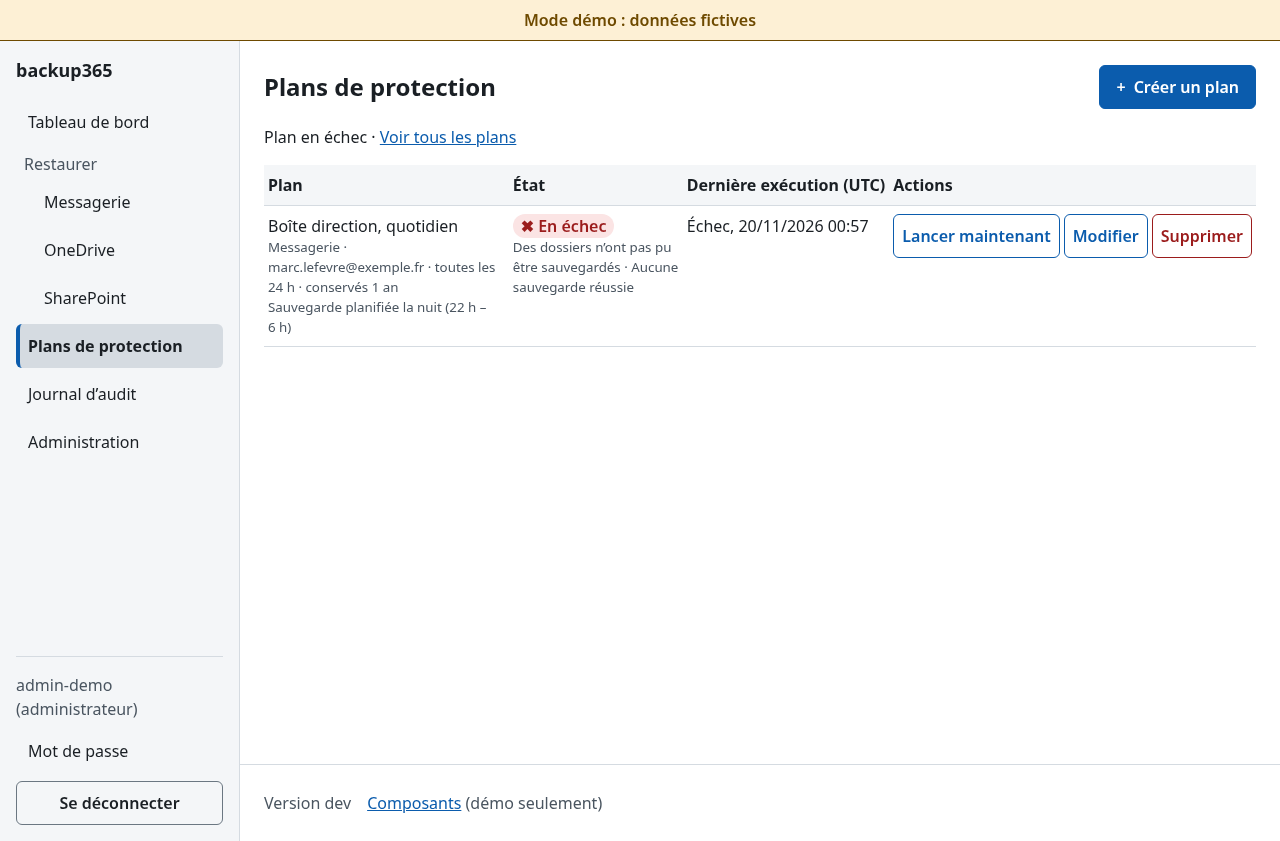 Mode démo : données fictives
backup365
Tableau de bord
Restaurer
Messagerie
OneDrive
SharePoint
Plans de protection
Journal d’audit
Administration
admin-demo
(administrateur)
Mot de passe
Se déconnecter
Plans de protection
+ Créer un plan
Plan en échec · Voir tous les plans
Plan État Dernière exécution (UTC) Actions
Boîte direction, quotidien
Messagerie ·
marc.lefevre@exemple.fr · toutes les
24 h · conservés 1 an
Sauvegarde planifiée la nuit (22 h –
6 h)
✖ En échec
Des dossiers n’ont pas pu
être sauvegardés · Aucune
sauvegarde réussie
Échec, 20/11/2026 00:57
Lancer maintenant Modifier Supprimer
Version dev Composants (démo seulement)